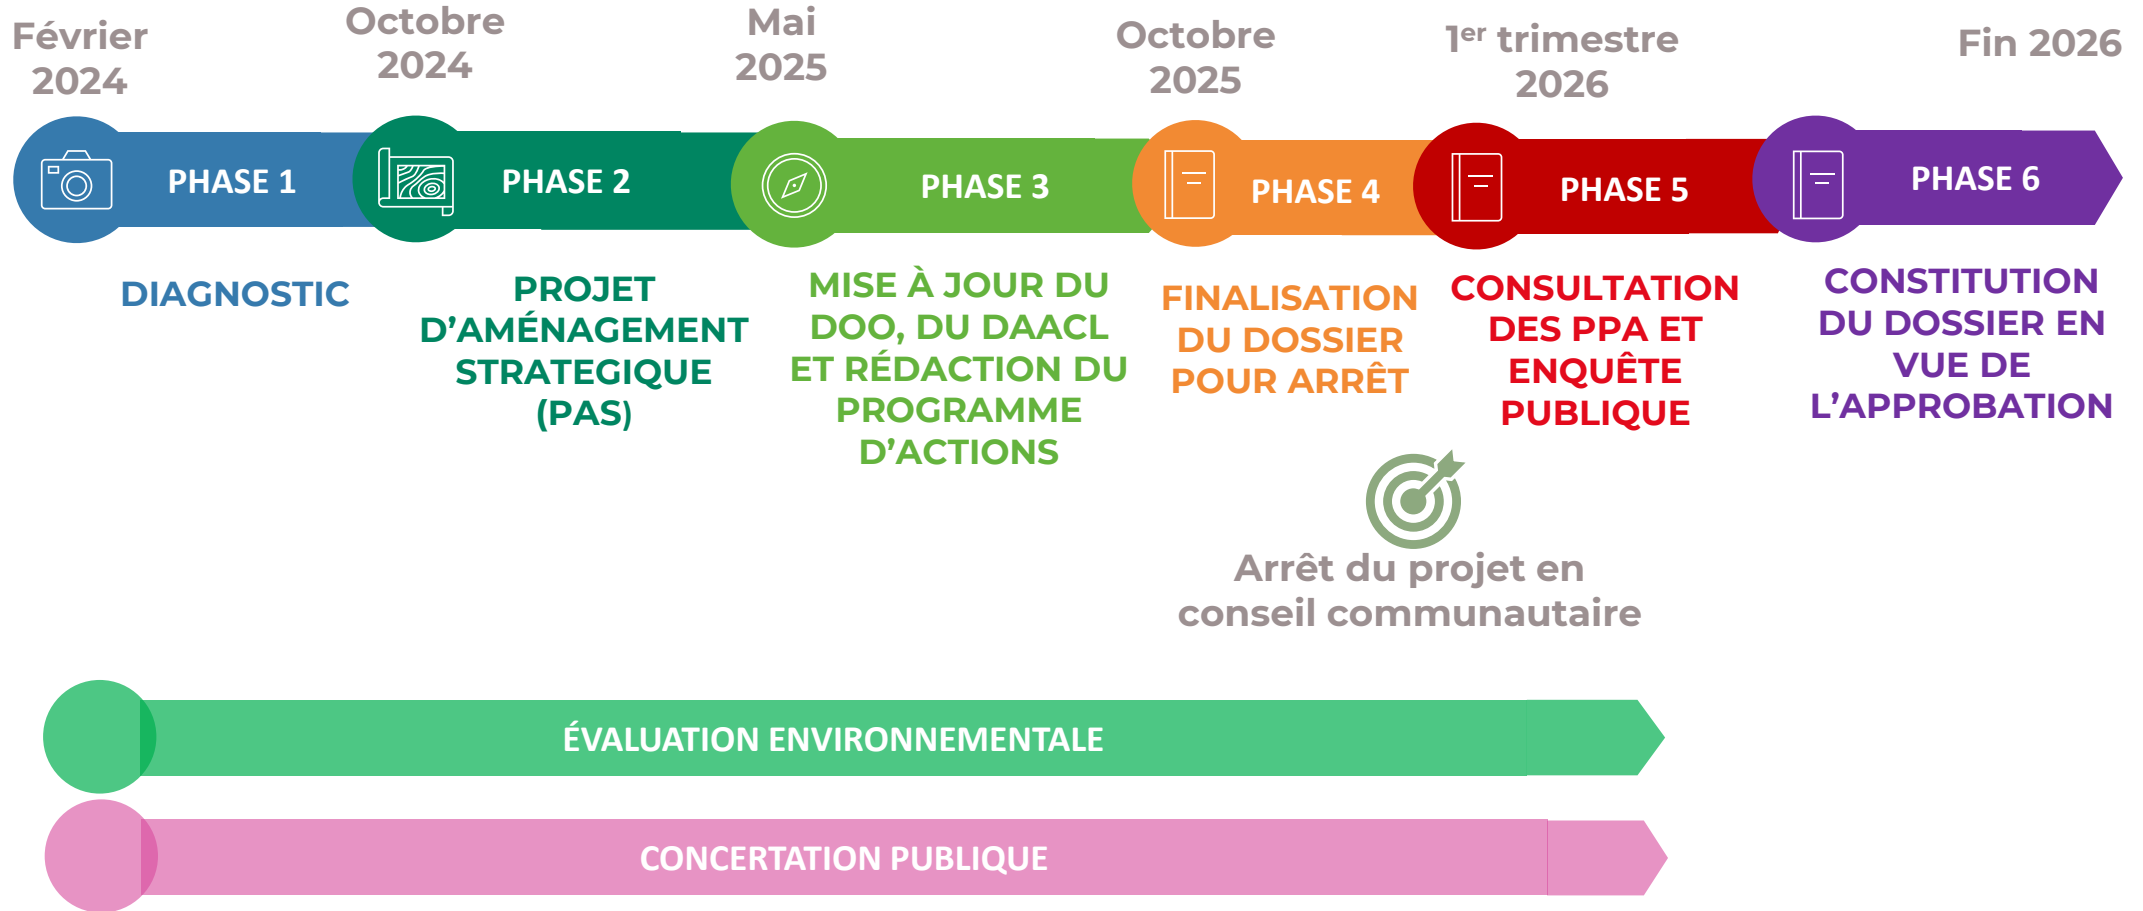 Février
2024
Octobre
2024
Mai
2025
Octobre
2025
1er trimestre
2026
Fin 2026
PHASE 1
PHASE 2
PHASE 3
PHASE 4
PHASE 5
PHASE 6
DIAGNOSTIC
PROJET
D’AMÉNAGEMENT
STRATEGIQUE
(PAS)
MISE À JOUR DU
DOO, DU DAACL
ET RÉDACTION DU
PROGRAMME
D’ACTIONS
FINALISATION
DU DOSSIER
POUR ARRÊT
CONSULTATION
DES PPA ET
ENQUÊTE
PUBLIQUE
CONSTITUTION
DU DOSSIER EN
VUE DE
L’APPROBATION
Arrêt du projet en
conseil communautaire
ÉVALUATION ENVIRONNEMENTALE
CONCERTATION PUBLIQUE